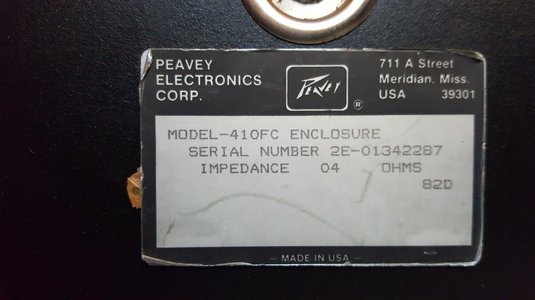 PEAVEY
ELECTRONICS
CORP.
PEAVEY
®
711 A Street
Meridian, Miss.
USA 39301
MODEL-410FC ENCLOSURE
SERIAL NUMBER 2E-01342287
IMPEDANCE 04 OHMS
82D
MADE IN USA